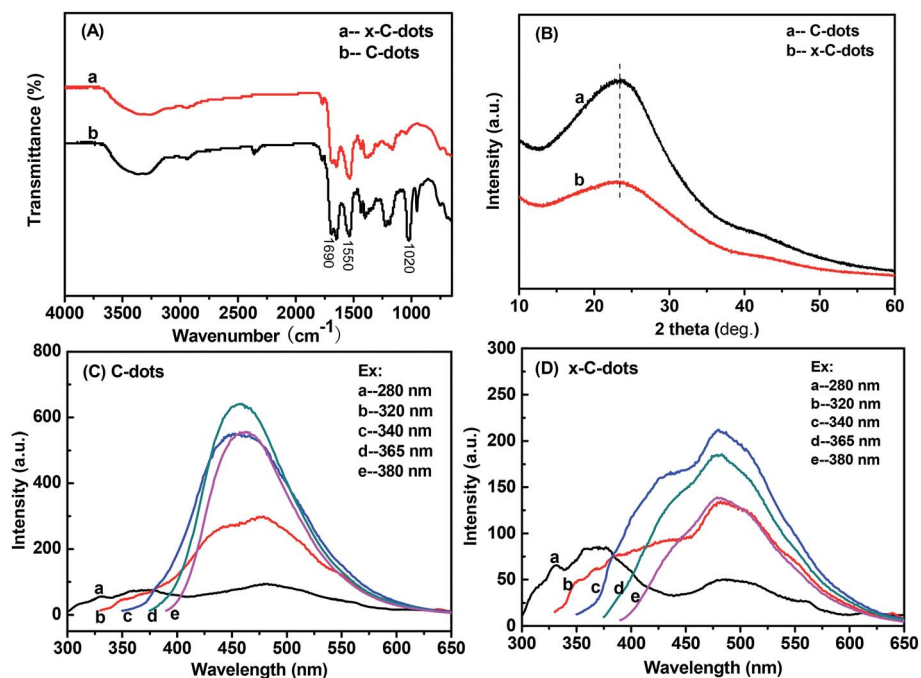 (A)
a-- x-C-dots
b-- C-dots
a
b
1690
1550
1020
Transmittance (%)
4000 3500 3000 2500 2000 1500 1000
Wavenumber (cm-1)
(B)
a-- C-dots
b-- x-C-dots
a
b
Intensity (a.u.)
10 20 30 40 50 60
2 theta (deg.)
(C) C-dots
Ex:
a--280 nm
b--320 nm
c--340 nm
d--365 nm
e--380 nm
800
600
400
200
0
a
b c d e
Intensity (a.u.)
300 350 400 450 500 550 600 650
Wavelength (nm)
(D) x-C-dots
Ex:
a--280 nm
b--320 nm
c--340 nm
d--365 nm
e--380 nm
300
250
200
150
100
50
0
a
b c d e
Intensity (a.u.)
300 350 400 450 500 550 600 650
Wavelength (nm)